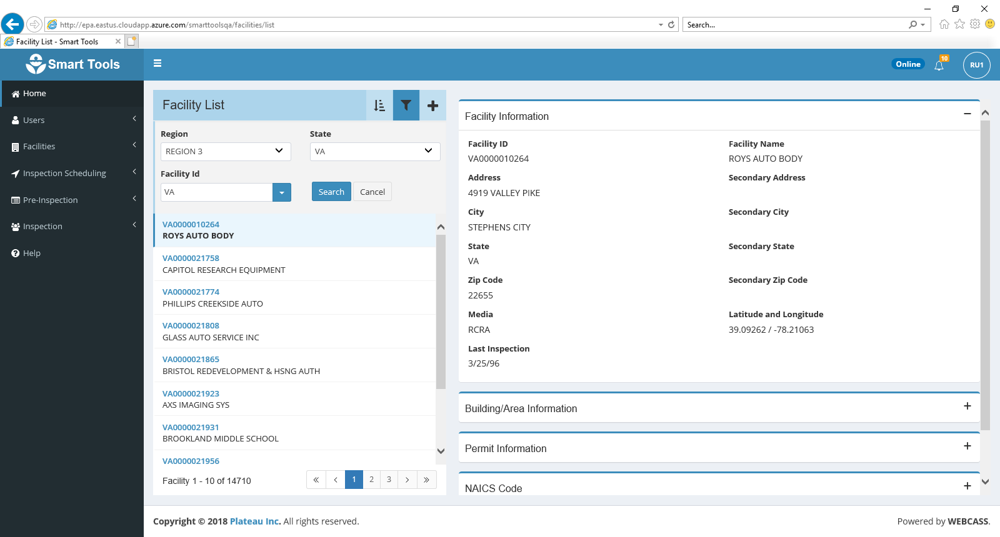 http://epa.eastus.cloudapp.azure.com/smarttoolsqa/facilities/list
Search...
Facility List - Smart Tools
Smart Tools
Online
10
RU1
Home
Users
Facilities
Inspection Scheduling
Pre-Inspection
Inspection
Help
Facility List
Region
State
REGION 3
VA
Facility Id
VA
Search
Cancel
VA0000010264
ROYS AUTO BODY
VA0000021758
CAPITOL RESEARCH EQUIPMENT
VA0000021774
PHILLIPS CREEKSIDE AUTO
VA0000021808
GLASS AUTO SERVICE INC
VA0000021865
BRISTOL REDEVELOPMENT & HSNG AUTH
VA0000021923
AXS IMAGING SYS
VA0000021931
BROOKLAND MIDDLE SCHOOL
VA0000021956
Facility 1 - 10 of 14710
« ‹ 1 2 3 › »
Facility Information
Facility ID
VA0000010264
Facility Name
ROYS AUTO BODY
Address
4919 VALLEY PIKE
Secondary Address
City
STEPHENS CITY
Secondary City
State
VA
Secondary State
Zip Code
22655
Secondary Zip Code
Media
RCRA
Latitude and Longitude
39.09262 / -78.21063
Last Inspection
3/25/96
Building/Area Information
Permit Information
NAICS Code
Copyright © 2018 Plateau Inc. All rights reserved.
Powered by WEBCASS.